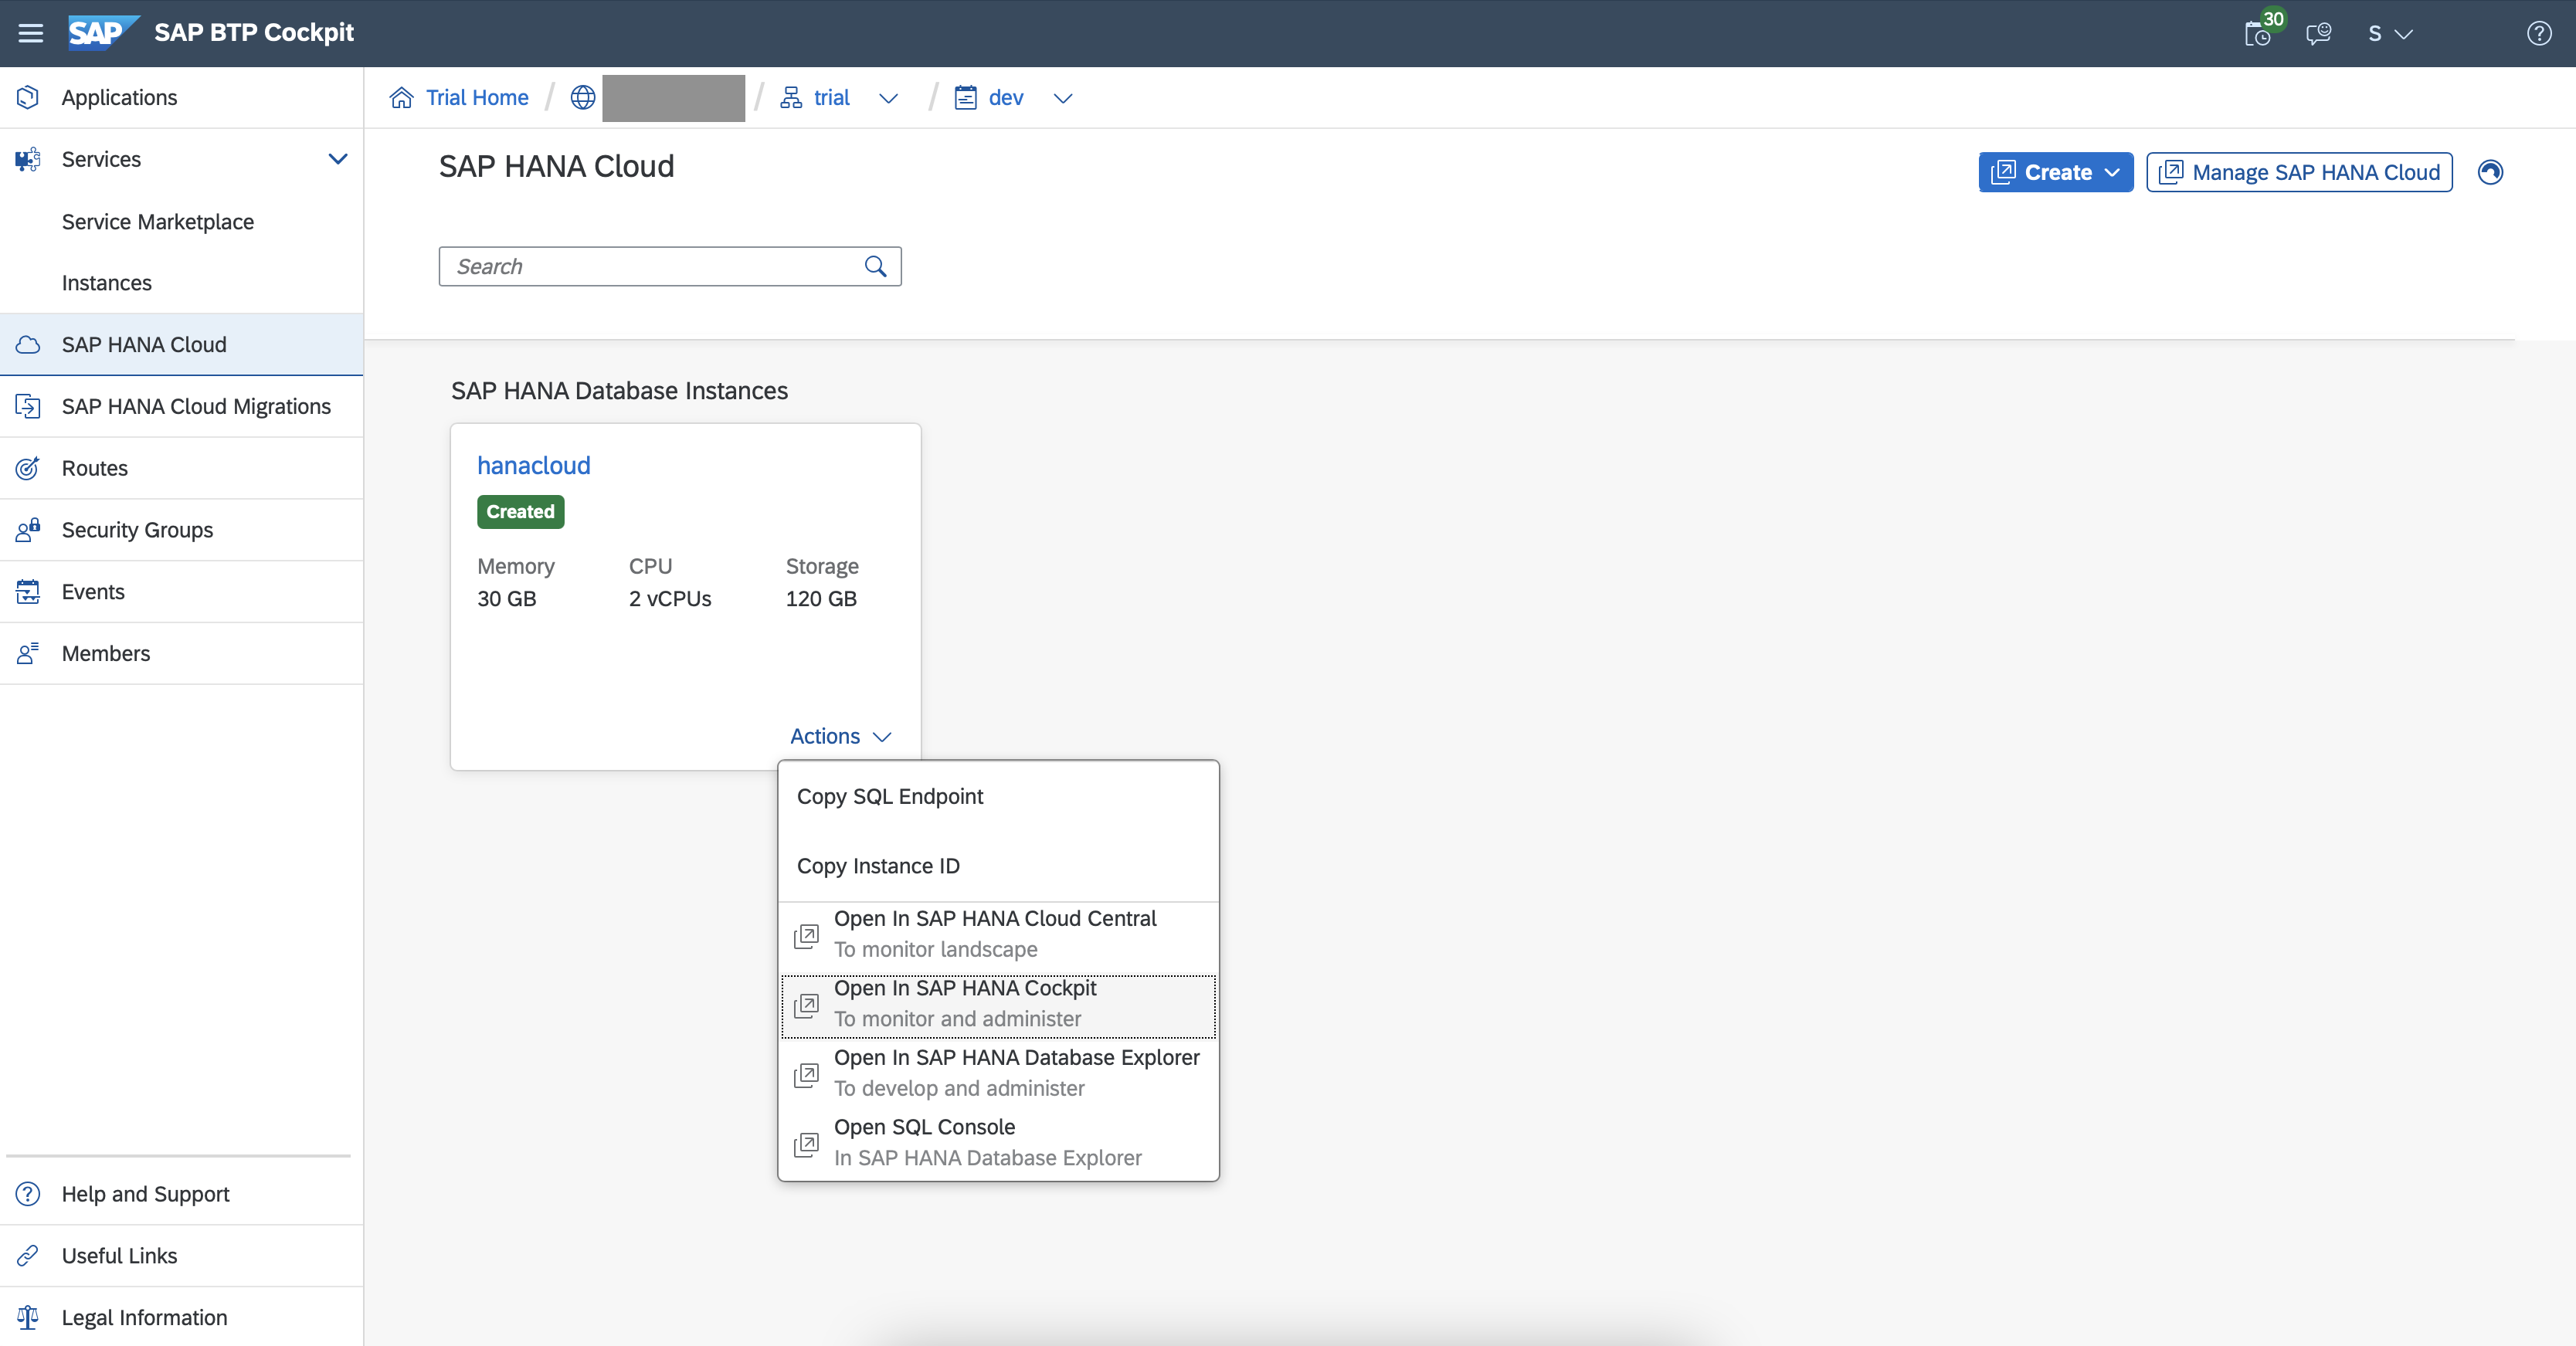 SAP SAP BTP Cockpit 30 S
Applications
Services
Service Marketplace
Instances
SAP HANA Cloud
SAP HANA Cloud Migrations
Routes
Security Groups
Events
Members
Help and Support
Useful Links
Legal Information
Trial Home / / trial / dev
SAP HANA Cloud
Create
Manage SAP HANA Cloud
Search
SAP HANA Database Instances
hanacloud
Created
Memory CPU Storage
30 GB 2 vCPUs 120 GB
Actions
Copy SQL Endpoint
Copy Instance ID
Open In SAP HANA Cloud Central
To monitor landscape
Open In SAP HANA Cockpit
To monitor and administer
Open In SAP HANA Database Explorer
To develop and administer
Open SQL Console
In SAP HANA Database Explorer